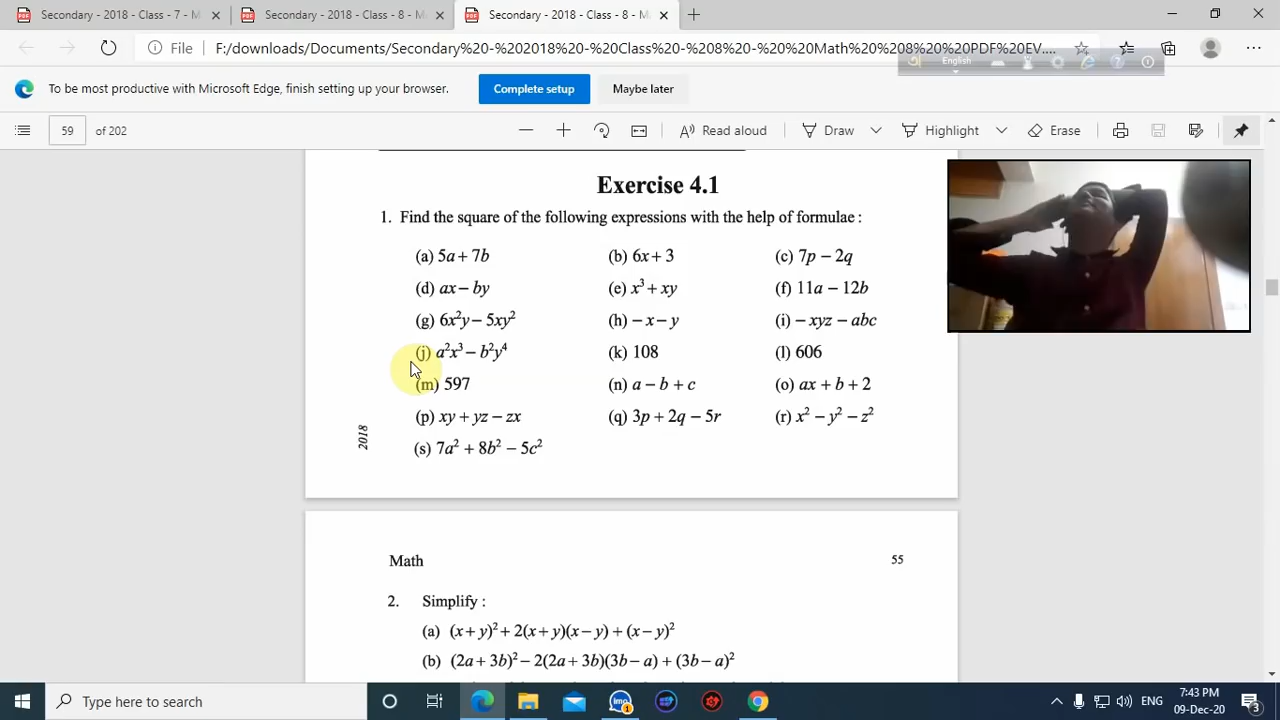 Secondary - 2018 - Class - 7 - M
Secondary - 2018 - Class - 8 - M
Secondary - 2018 - Class - 8 - M
File F:/downloads/Documents/Secondary%20-%202018%20-%20Class%20-%208%20-%20%20Math%20%208%20%20PDF%20EV....
English
To be most productive with Microsoft Edge, finish setting up your browser. Complete setup Maybe later
59 of 202 Read aloud Draw Highlight Erase
Exercise 4.1
1. Find the square of the following expressions with the help of formulae :
(a) 5a + 7b (b) 6x + 3 (c) 7p − 2q
(d) ax − by (e) x³ + xy (f) 11a − 12b
(g) 6x²y − 5xy² (h) − x − y (i) − xyz − abc
(j) a²x³ − b²y⁴ (k) 108 (l) 606
(m) 597 (n) a − b + c (o) ax + b + 2
(p) xy + yz − zx (q) 3p + 2q − 5r (r) x² − y² − z²
(s) 7a² + 8b² − 5c²
2018
Math 55
2. Simplify :
(a) (x + y)² + 2(x + y)(x − y) + (x − y)²
(b) (2a + 3b)² − 2(2a + 3b)(3b − a) + (3b − a)²
Type here to search
ENG
7:43 PM
09-Dec-20